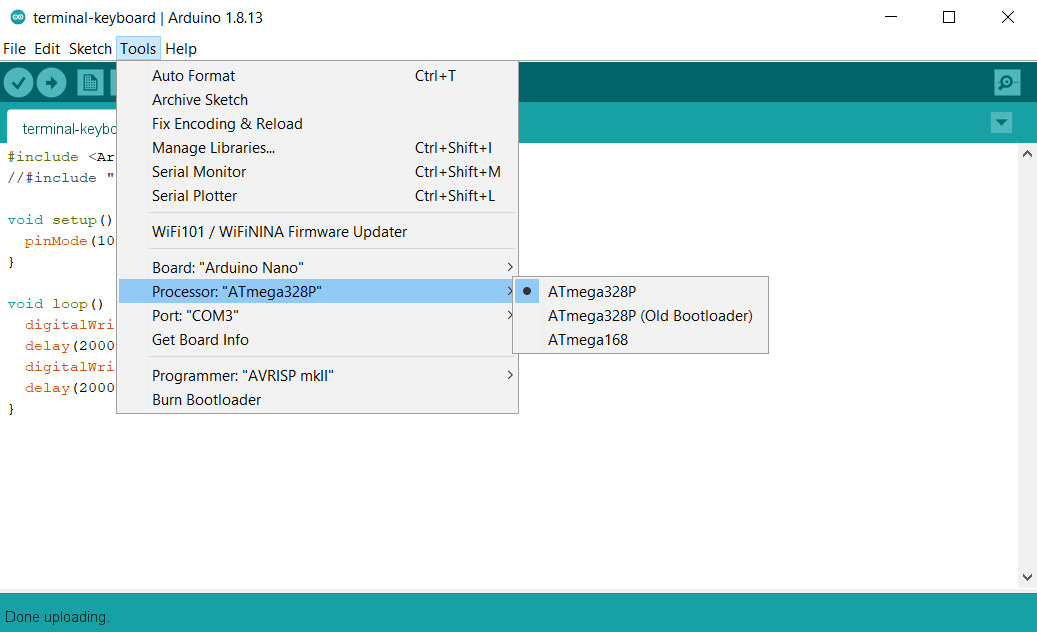 terminal-keyboard | Arduino 1.8.13
File Edit Sketch Tools Help
Auto Format Ctrl+T
Archive Sketch
Fix Encoding & Reload
Manage Libraries... Ctrl+Shift+I
Serial Monitor Ctrl+Shift+M
Serial Plotter Ctrl+Shift+L
WiFi101 / WiFiNINA Firmware Updater
Board: "Arduino Nano"
Processor: "ATmega328P"
Port: "COM3"
Get Board Info
Programmer: "AVRISP mkII"
Burn Bootloader
ATmega328P
ATmega328P (Old Bootloader)
ATmega168
terminal-keybo
#include <Ar
//#include "
void setup()
pinMode(10
}
void loop()
digitalWri
delay(2000
digitalWri
delay(2000
}
Done uploading.